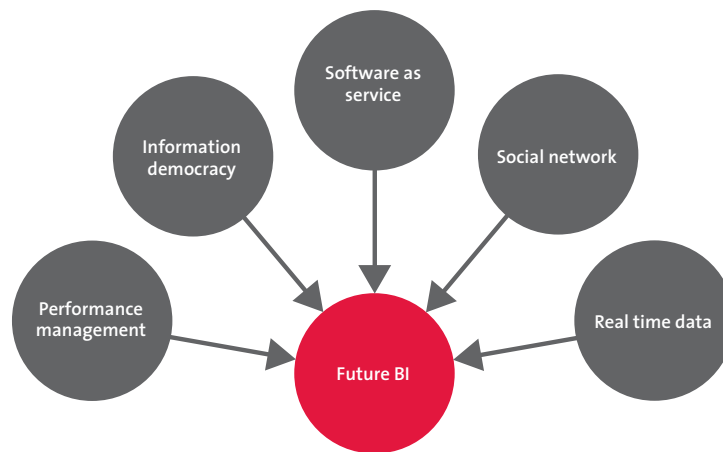 Software as
service
Information
democracy
Social network
Performance
management
Real time data
Future BI